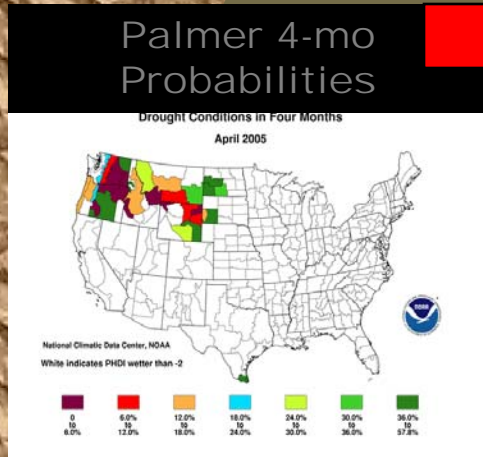 Palmer 4-mo
Probabilities
Drought Conditions in Four Months
April 2005
NOAA
National Climatic Data Center, NOAA
White indicates PHDI wetter than -2
0 6.0% 12.0% 18.0% 24.0% 30.0% 36.0%
to to to to to to to
6.0% 12.0% 18.0% 24.0% 30.0% 36.0% 57.8%